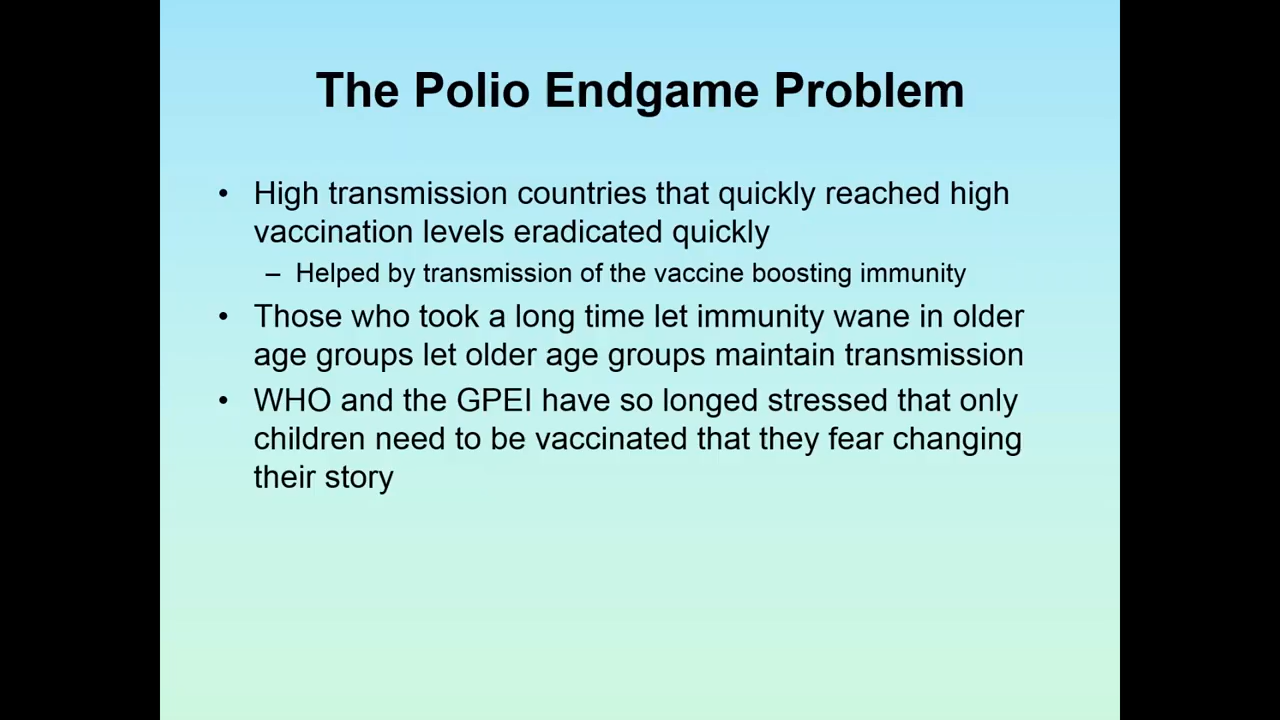 The Polio Endgame Problem
• High transmission countries that quickly reached high
vaccination levels eradicated quickly
– Helped by transmission of the vaccine boosting immunity
• Those who took a long time let immunity wane in older
age groups let older age groups maintain transmission
• WHO and the GPEI have so longed stressed that only
children need to be vaccinated that they fear changing
their story